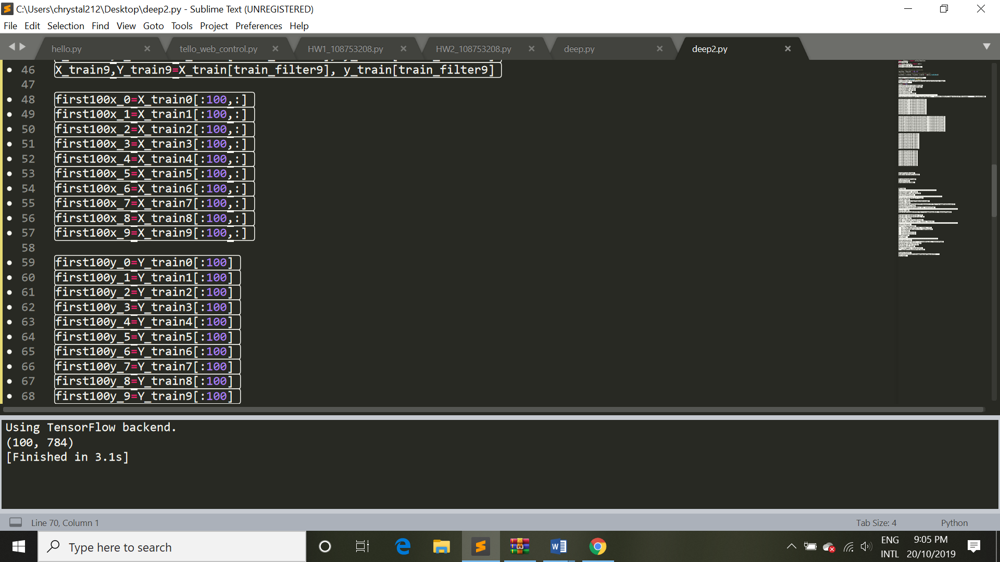 C:\Users\chrystal212\Desktop\deep2.py - Sublime Text (UNREGISTERED)
File Edit Selection Find View Goto Tools Project Preferences Help
hello.py tello_web_control.py HW1_108753208.py HW2_108753208.py deep.py deep2.py
46 X_train9,Y_train9=X_train[train_filter9], y_train[train_filter9]
47
48 first100x_0=X_train0[:100,:]
49 first100x_1=X_train1[:100,:]
50 first100x_2=X_train2[:100,:]
51 first100x_3=X_train3[:100,:]
52 first100x_4=X_train4[:100,:]
53 first100x_5=X_train5[:100,:]
54 first100x_6=X_train6[:100,:]
55 first100x_7=X_train7[:100,:]
56 first100x_8=X_train8[:100,:]
57 first100x_9=X_train9[:100,:]
58
59 first100y_0=Y_train0[:100]
60 first100y_1=Y_train1[:100]
61 first100y_2=Y_train2[:100]
62 first100y_3=Y_train3[:100]
63 first100y_4=Y_train4[:100]
64 first100y_5=Y_train5[:100]
65 first100y_6=Y_train6[:100]
66 first100y_7=Y_train7[:100]
67 first100y_8=Y_train8[:100]
68 first100y_9=Y_train9[:100]
Using TensorFlow backend.
(100, 784)
[Finished in 3.1s]
Line 70, Column 1 Tab Size: 4 Python
Type here to search
ENG 9:05 PM
INTL 20/10/2019